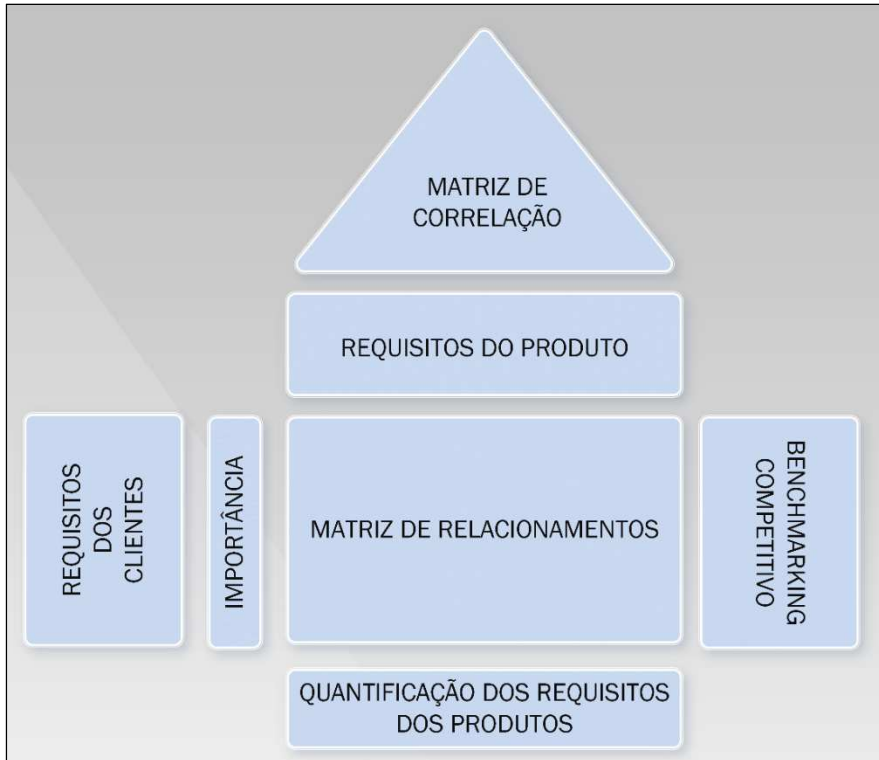 MATRIZ DE
CORRELAÇÃO
REQUISITOS DO PRODUTO
REQUISITOS
DOS
CLIENTES
IMPORTÂNCIA
MATRIZ DE RELACIONAMENTOS
BENCHMARKING
COMPETITIVO
QUANTIFICAÇÃO DOS REQUISITOS
DOS PRODUTOS